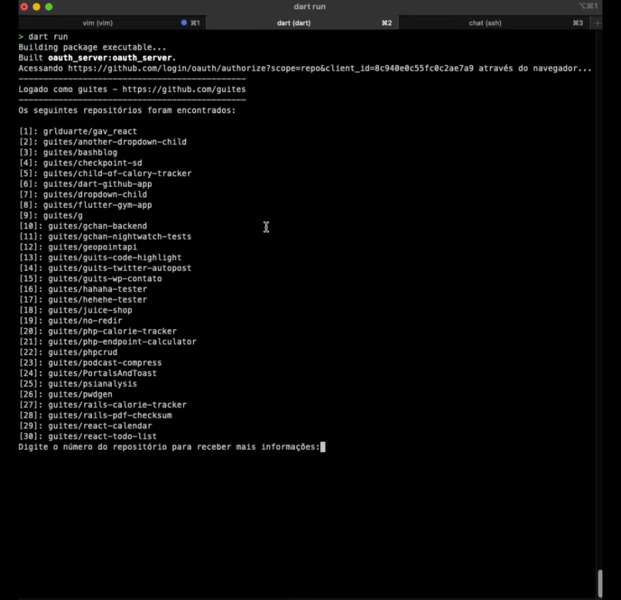 dart run
⌥⌘1
vim (vim)
⌘1
dart (dart)
⌘2
chat (ssh)
⌘3
+
> dart run
Building package executable...
Built oauth_server:oauth_server.
Acessando https://github.com/login/oauth/authorize?scope=repo&client_id=8c940e0c55fc0c2ae7a9 através do navegador...
------------------------------------------------
Logado como guites - https://github.com/guites
------------------------------------------------
Os seguintes repositórios foram encontrados:
[1]: grlduarte/gav_react
[2]: guites/another-dropdown-child
[3]: guites/bashblog
[4]: guites/checkpoint-sd
[5]: guites/child-of-calory-tracker
[6]: guites/dart-github-app
[7]: guites/dropdown-child
[8]: guites/flutter-gym-app
[9]: guites/g
[10]: guites/gchan-backend
[11]: guites/gchan-nightwatch-tests
[12]: guites/geopointapi
[13]: guites/guits-code-highlight
[14]: guites/guits-twitter-autopost
[15]: guites/guits-wp-contato
[16]: guites/hahaha-tester
[17]: guites/hehehe-tester
[18]: guites/juice-shop
[19]: guites/no-redir
[20]: guites/php-calorie-tracker
[21]: guites/php-endpoint-calculator
[22]: guites/phpcrud
[23]: guites/podcast-compress
[24]: guites/PortalsAndToast
[25]: guites/psianalysis
[26]: guites/pwdgen
[27]: guites/rails-calorie-tracker
[28]: guites/rails-pdf-checksum
[29]: guites/react-calendar
[30]: guites/react-todo-list
Digite o número do repositório para receber mais informações: